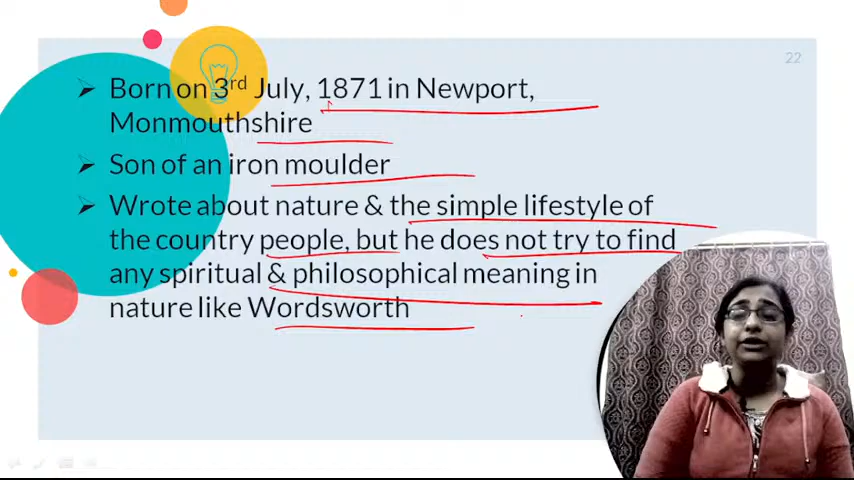 22
➢ Born on 3rd July, 1871 in Newport,
Monmouthshire
➢ Son of an iron moulder
➢ Wrote about nature & the simple lifestyle of
the country people, but he does not try to find
any spiritual & philosophical meaning in
nature like Wordsworth